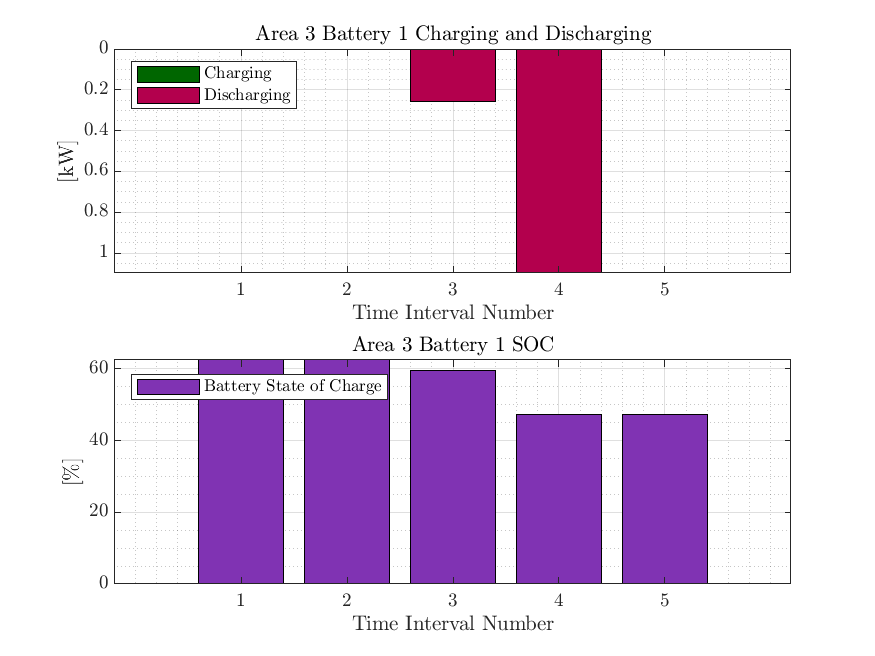 Area 3 Battery 1 Charging and Discharging
0
0.2
0.4
0.6
0.8
1
[kW]
Charging
Discharging
1 2 3 4 5
Time Interval Number
Area 3 Battery 1 SOC
60
40
20
0
[%]
Battery State of Charge
1 2 3 4 5
Time Interval Number